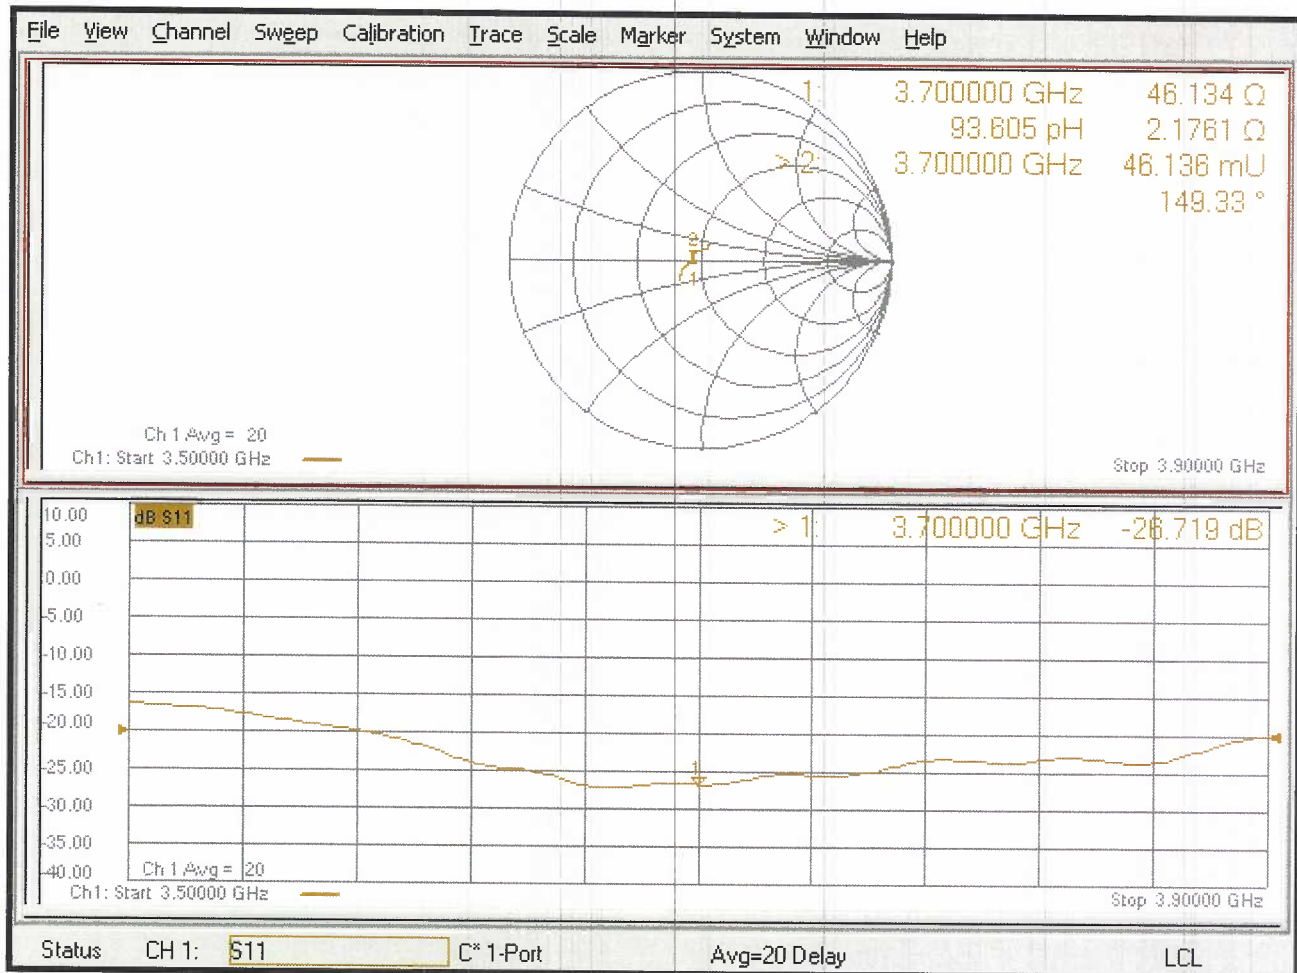 File View Channel Sweep Calibration Trace Scale Marker System Window Help
1: 3.700000 GHz 46.134 Ω
93.605 pH 2.1761 Ω
> 2: 3.700000 GHz 46.136 mU
149.33 °
2
1
Ch 1 Avg = 20
Ch1: Start 3.50000 GHz
Stop 3.90000 GHz
10.00
dB S11
> 1: 3.700000 GHz -26.719 dB
5.00
0.00
-5.00
-10.00
-15.00
-20.00
-25.00
1
-30.00
-35.00
-40.00
Ch 1 Avg = 20
Ch1: Start 3.50000 GHz
Stop 3.90000 GHz
Status CH 1: S11 C* 1-Port Avg=20 Delay LCL